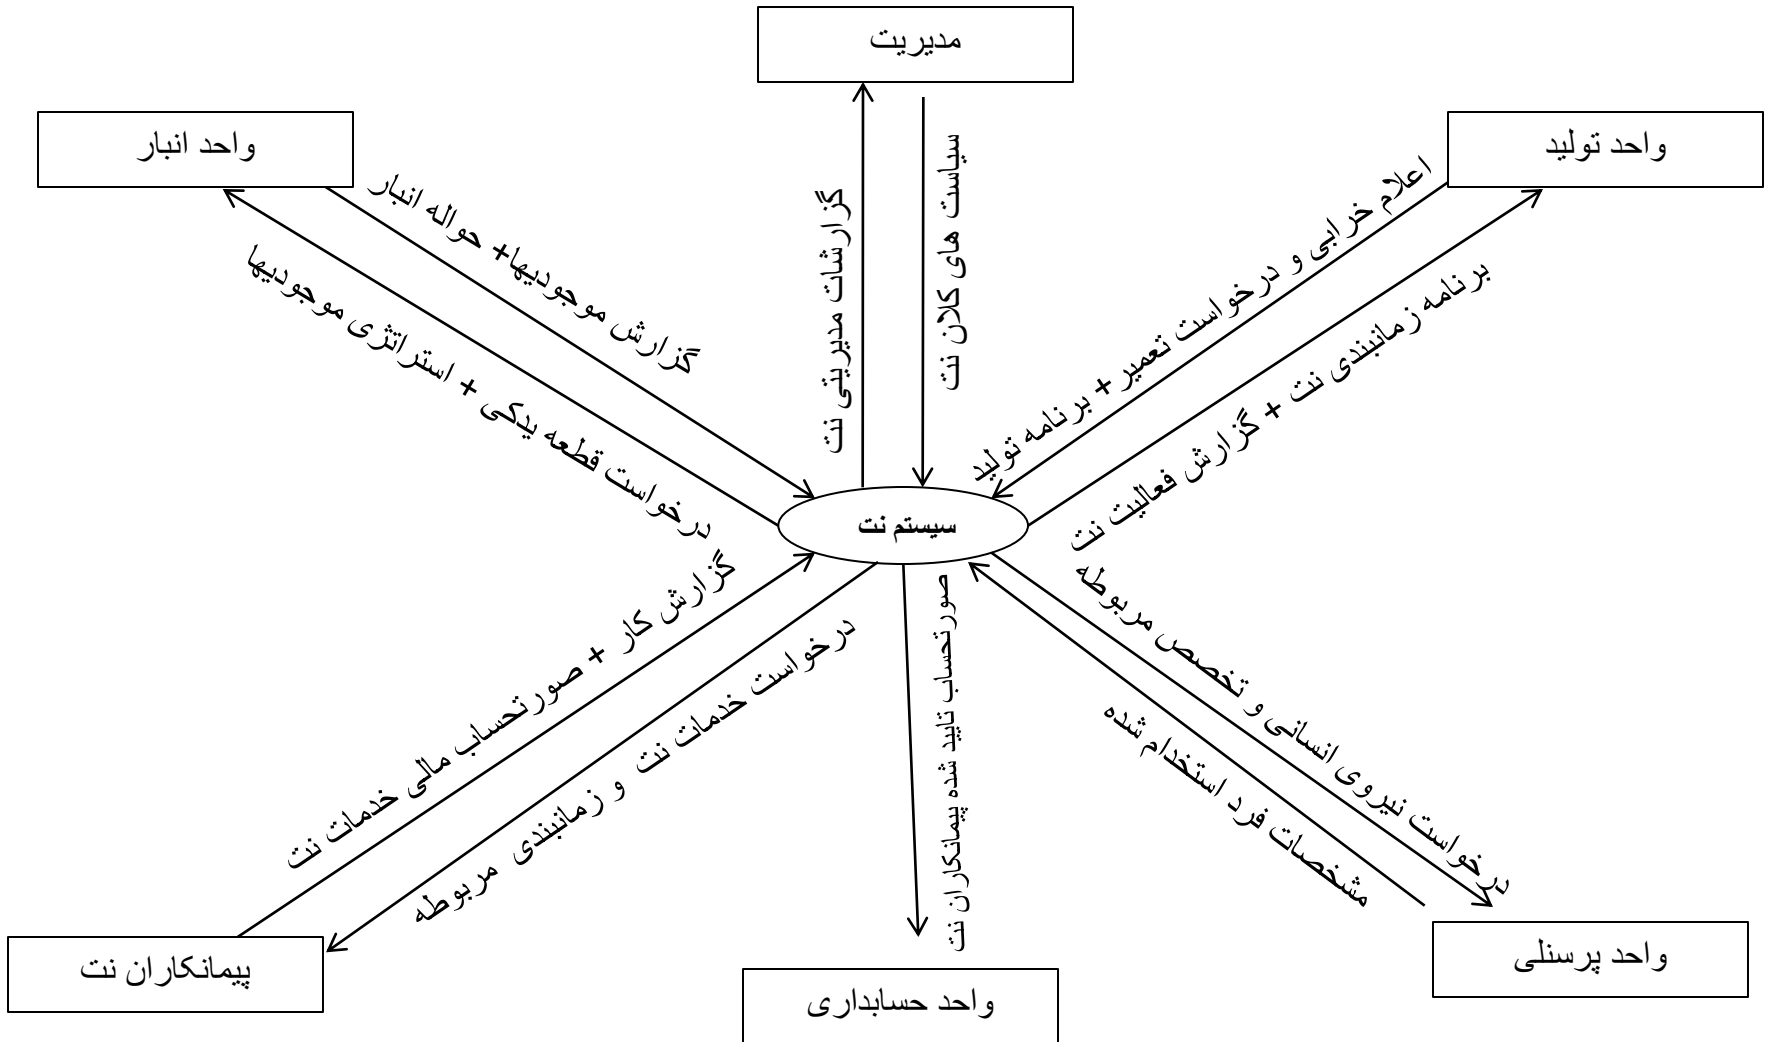 مدیریت
واحد تولید
واحد انبار
اعلام خرابی و درخواست تعمیر + برنامه تولید
برنامه زمانبندی نت + گزارش فعالیت نت
سیاست های کلان نت
گزارشات مدیریتی نت
گزارش موجودیها+ حواله انبار
درخواست قطعه یدکی + استراتژی موجودیها
سیستم نت
درخواست نیروی انسانی و تخصص مربوطه
مشخصات فرد استخدام شده
صورتحساب تایید شده پیمانکاران نت
درخواست خدمات نت و زمانبندی مربوطه
گزارش کار + صورتحساب مالی خدمات نت
واحد پرسنلی
واحد حسابداری
پیمانکاران نت